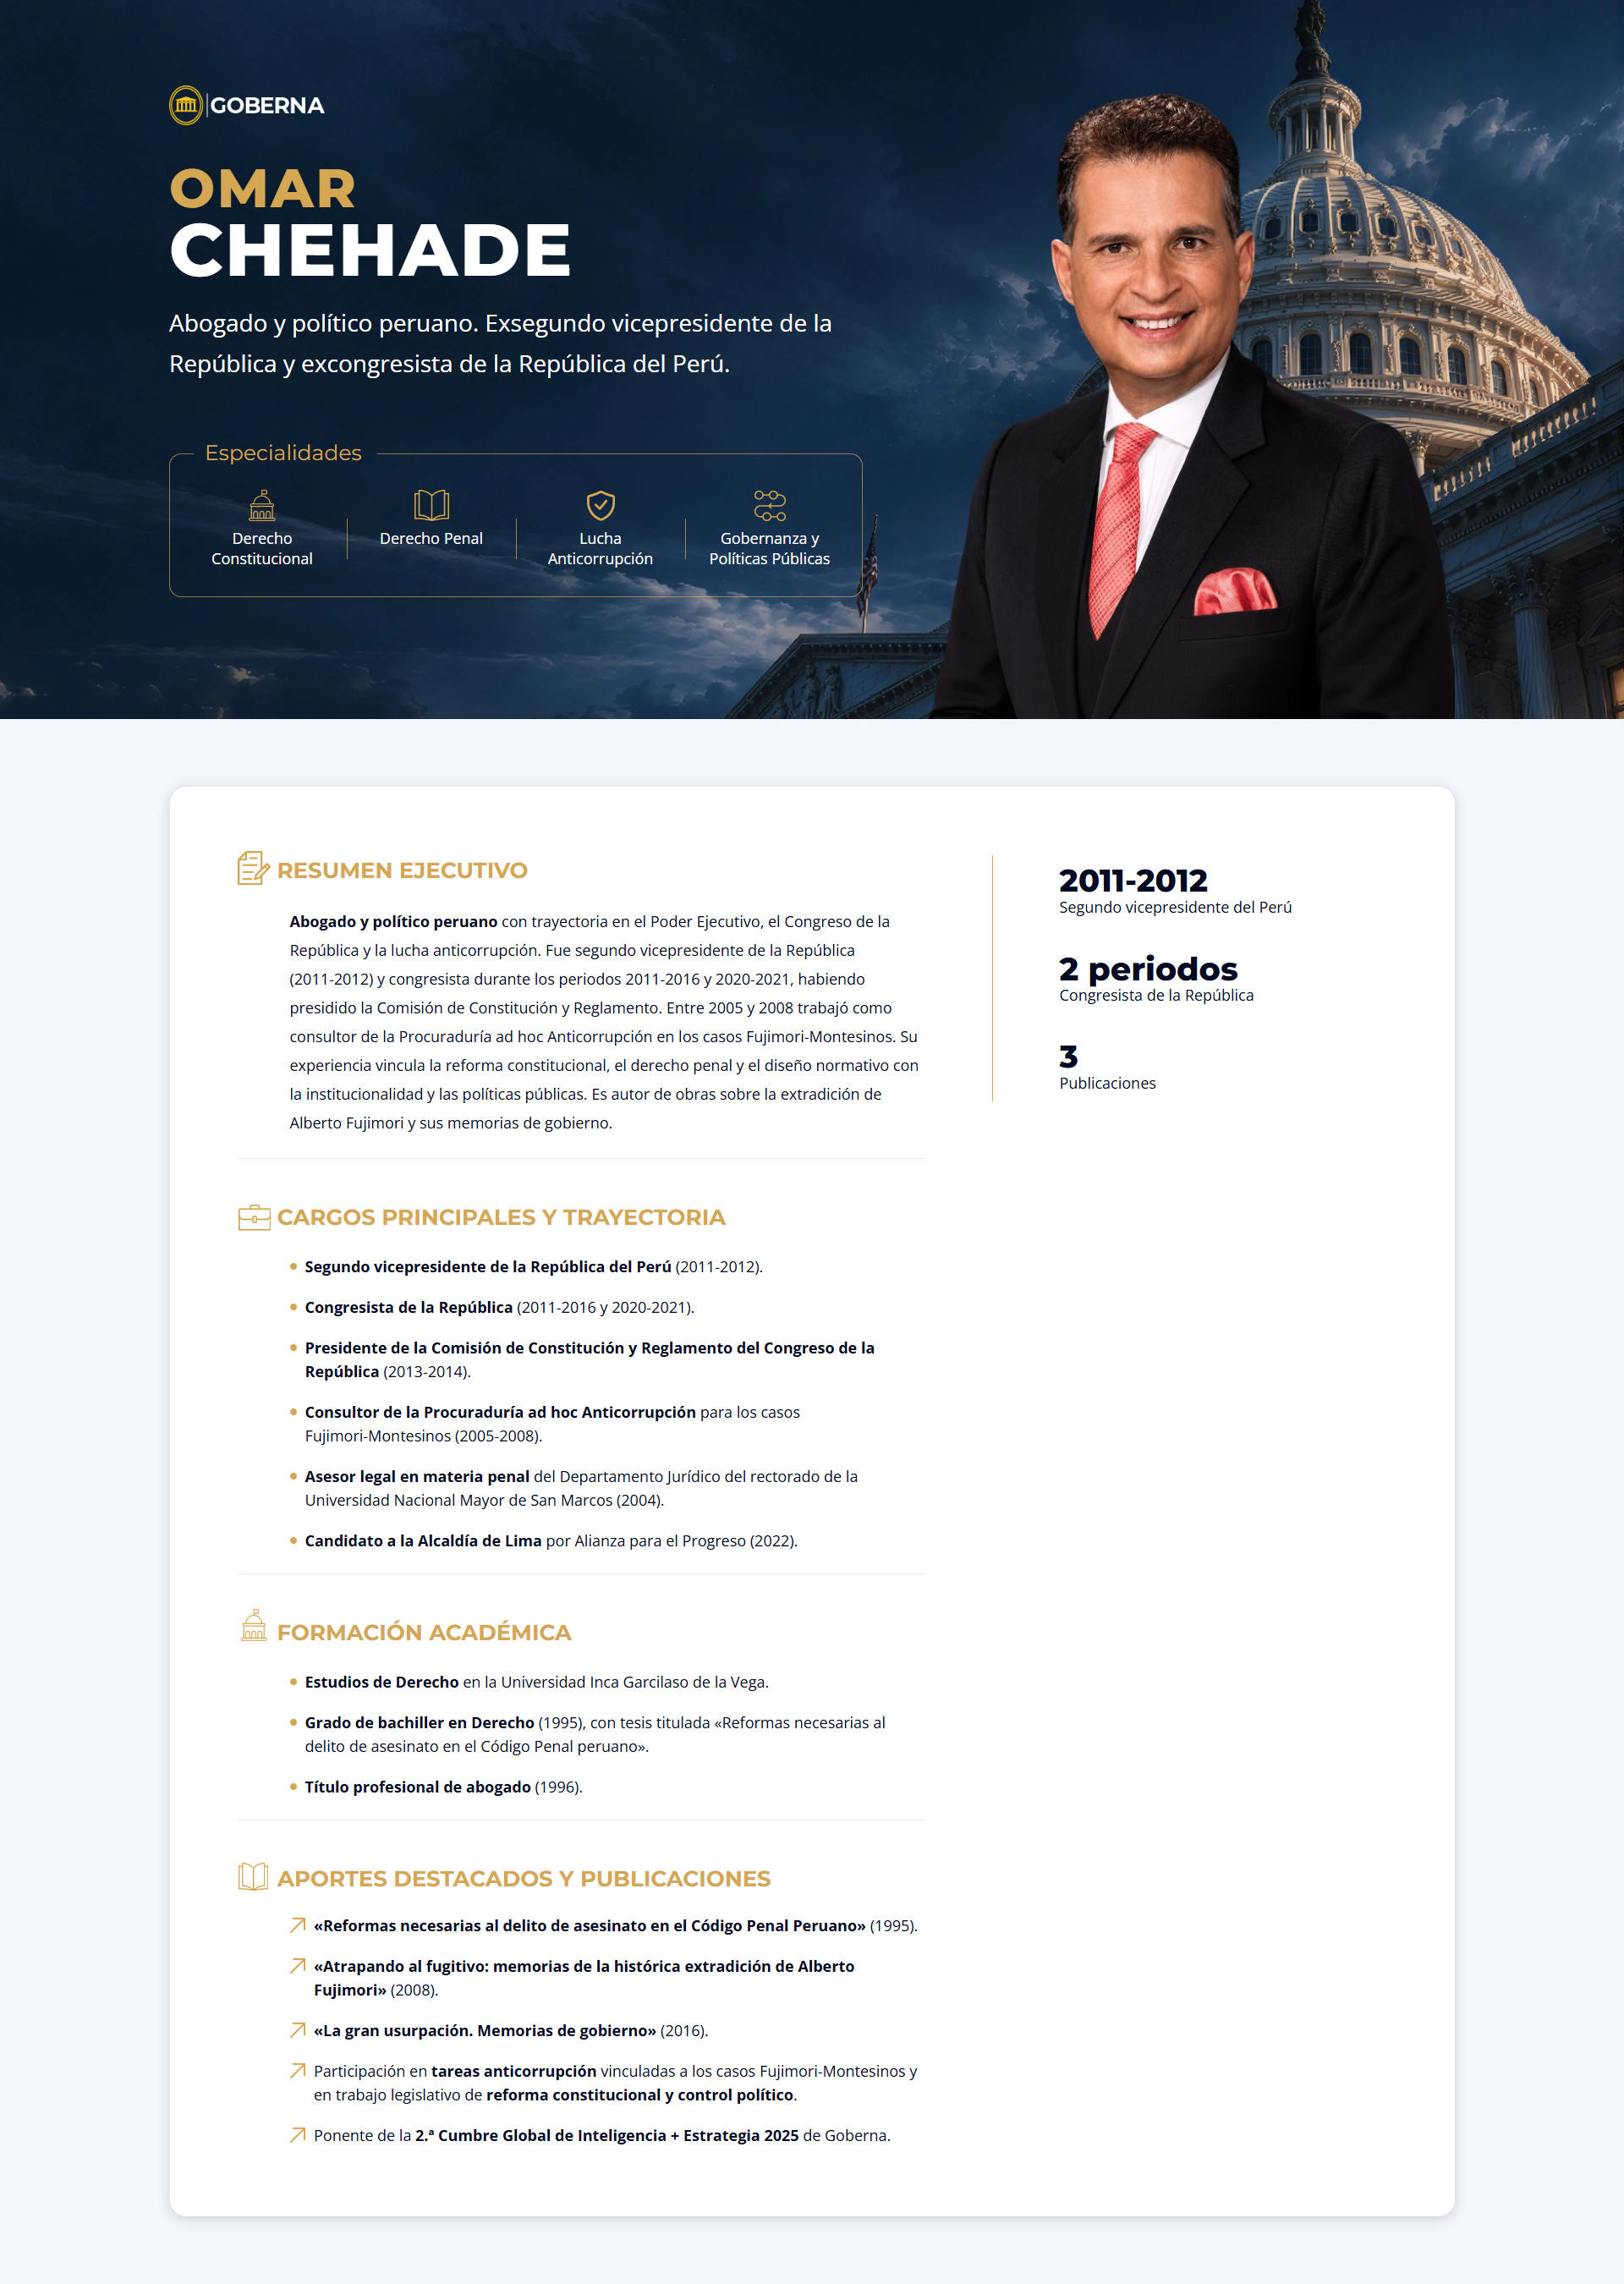 GOBERNA
OMAR
CHEHADE
Abogado y político peruano. Exsegundo vicepresidente de la
República y excongresista de la República del Perú.
Especialidades
Derecho
Constitucional
Derecho Penal
Lucha
Anticorrupción
Gobernanza y
Políticas Públicas
RESUMEN EJECUTIVO
Abogado y político peruano con trayectoria en el Poder Ejecutivo, el Congreso de la
República y la lucha anticorrupción. Fue segundo vicepresidente de la República
(2011-2012) y congresista durante los periodos 2011-2016 y 2020-2021, habiendo
presidido la Comisión de Constitución y Reglamento. Entre 2005 y 2008 trabajó como
consultor de la Procuraduría ad hoc Anticorrupción en los casos Fujimori-Montesinos. Su
experiencia vincula la reforma constitucional, el derecho penal y el diseño normativo con
la institucionalidad y las políticas públicas. Es autor de obras sobre la extradición de
Alberto Fujimori y sus memorias de gobierno.
2011-2012
Segundo vicepresidente del Perú
2 periodos
Congresista de la República
3
Publicaciones
CARGOS PRINCIPALES Y TRAYECTORIA
Segundo vicepresidente de la República del Perú (2011-2012).
Congresista de la República (2011-2016 y 2020-2021).
Presidente de la Comisión de Constitución y Reglamento del Congreso de la
República (2013-2014).
Consultor de la Procuraduría ad hoc Anticorrupción para los casos
Fujimori-Montesinos (2005-2008).
Asesor legal en materia penal del Departamento Jurídico del rectorado de la
Universidad Nacional Mayor de San Marcos (2004).
Candidato a la Alcaldía de Lima por Alianza para el Progreso (2022).
FORMACIÓN ACADÉMICA
Estudios de Derecho en la Universidad Inca Garcilaso de la Vega.
Grado de bachiller en Derecho (1995), con tesis titulada «Reformas necesarias al
delito de asesinato en el Código Penal peruano».
Título profesional de abogado (1996).
APORTES DESTACADOS Y PUBLICACIONES
«Reformas necesarias al delito de asesinato en el Código Penal Peruano» (1995).
«Atrapando al fugitivo: memorias de la histórica extradición de Alberto
Fujimori» (2008).
«La gran usurpación. Memorias de gobierno» (2016).
Participación en tareas anticorrupción vinculadas a los casos Fujimori-Montesinos y
en trabajo legislativo de reforma constitucional y control político.
Ponente de la 2.ª Cumbre Global de Inteligencia + Estrategia 2025 de Goberna.